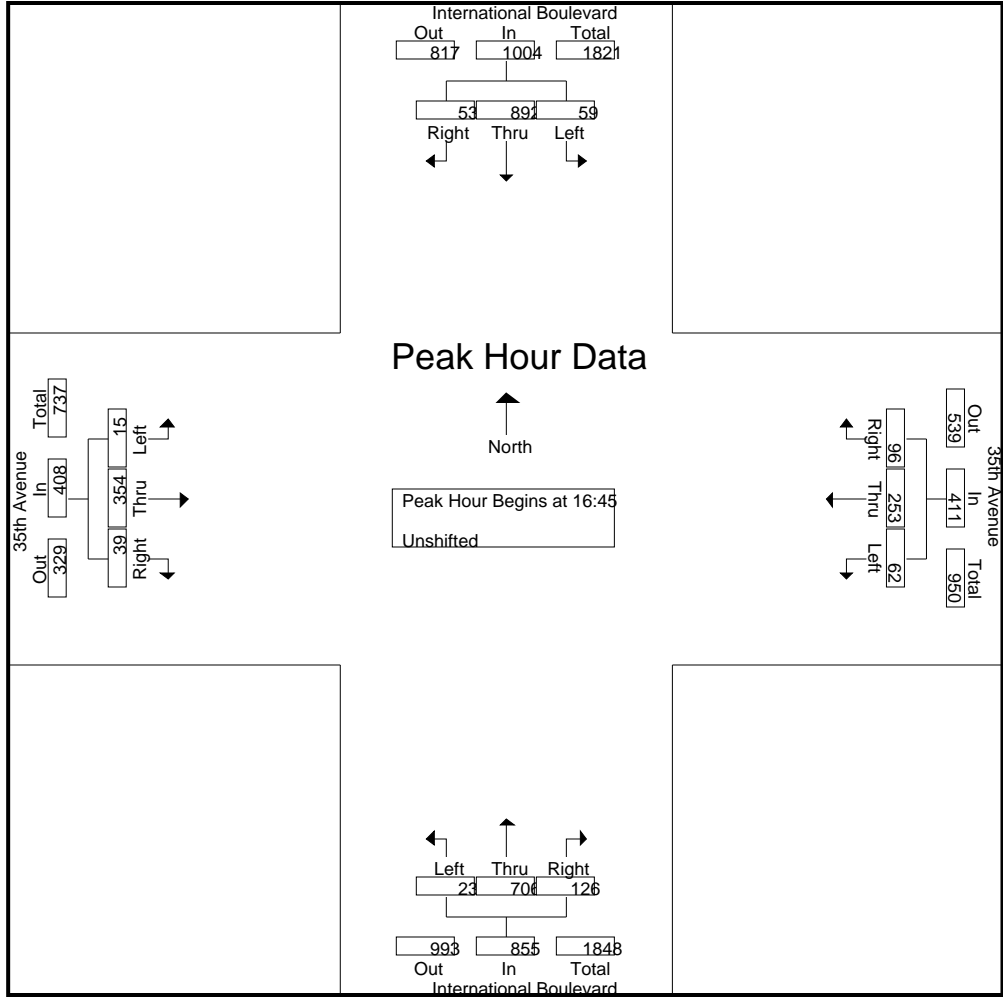 International Boulevard
Out In Total
817 1004 1821
53 892 59
Right Thru Left
Peak Hour Data
North
Peak Hour Begins at 16:45
Unshifted
35th Avenue
Total In Out
737 408 329
15 354 39
Left Thru Right
Right Thru Left
96 253 62
539 411 950
Out In Total
35th Avenue
Left Thru Right
23 706 126
993 855 1848
Out In Total
International Boulevard